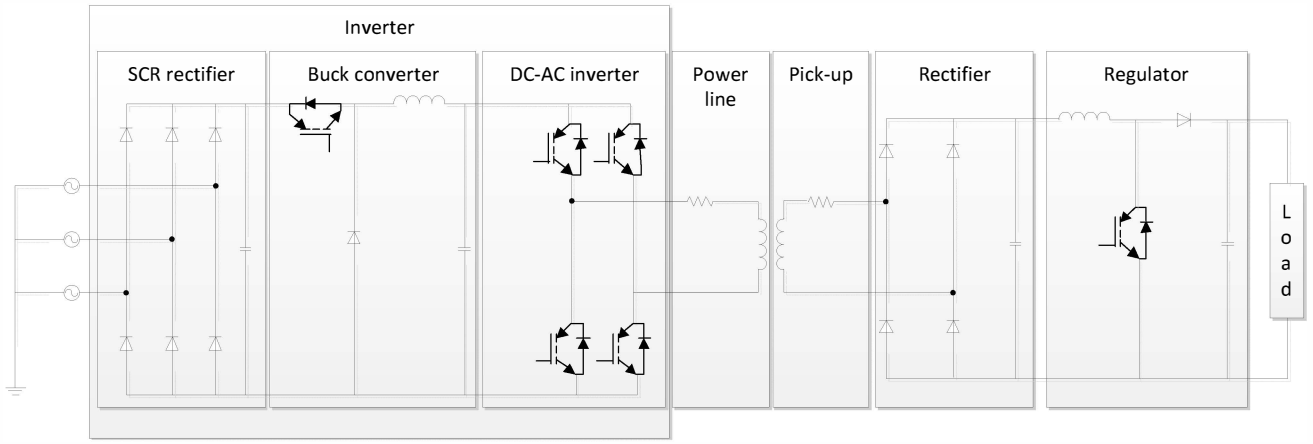 Inverter
SCR rectifier
Buck converter
DC-AC inverter
Power
line
Pick-up
Rectifier
Regulator
L
o
a
d